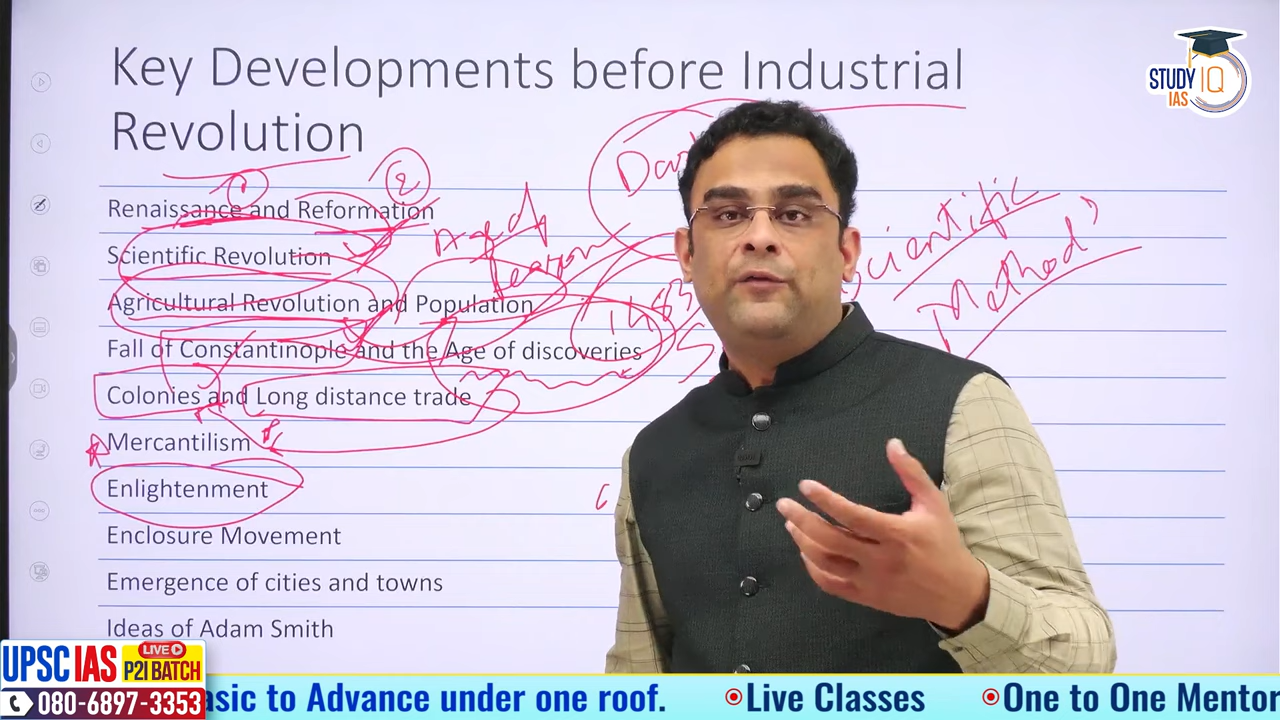 Key Developments before Industrial
Revolution
STUDY IQ
IAS
1
2
Renaissance and Reformation
Scientific Revolution
Agricultural Revolution and Population
Fall of Constantinople and the Age of discoveries
Colonies and Long distance trade
Mercantilism
Enlightenment
Enclosure Movement
Emergence of cities and towns
Ideas of Adam Smith
Age of
Reason
Scientific
Method"
UPSC IAS
LIVE
P2I BATCH
080-6897-3353
asic to Advance under one roof.
Live Classes
One to One Mentor